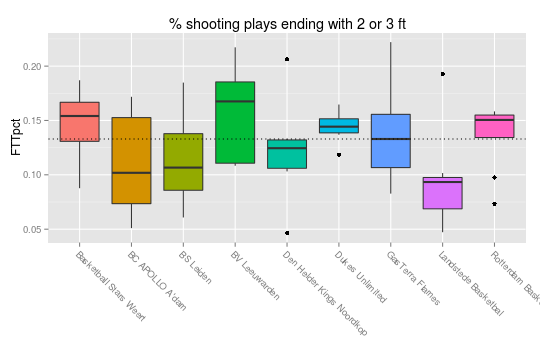 % shooting plays ending with 2 or 3 ft
FTTpct
0.20
0.15
0.10
0.05
Basketball Stars Weert
BC APOLLO A'dam
BS Leiden
BV Leeuwarden
Den Helder Kings Noordkop
Dukes Unlimited
GasTerra Flames
Landstede Basketbal
Rotterdam Bask